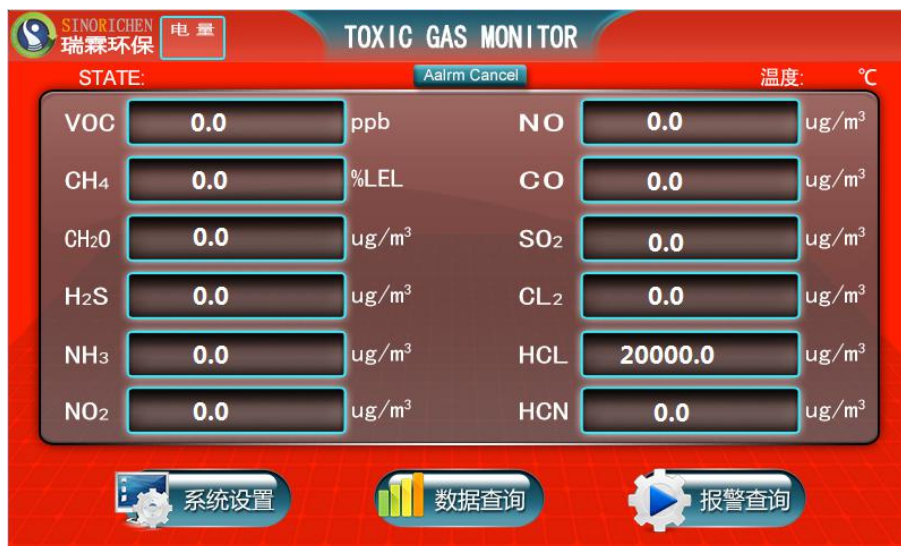 SINORICHEN
瑞霖环保
电 量
TOXIC GAS MONITOR
STATE:
Aalrm Cancel
温度: ℃
VOC 0.0 ppb NO 0.0 ug/m³
CH₄ 0.0 %LEL CO 0.0 ug/m³
CH₂O 0.0 ug/m³ SO₂ 0.0 ug/m³
H₂S 0.0 ug/m³ CL₂ 0.0 ug/m³
NH₃ 0.0 ug/m³ HCL 20000.0 ug/m³
NO₂ 0.0 ug/m³ HCN 0.0 ug/m³
系统设置 数据查询 报警查询